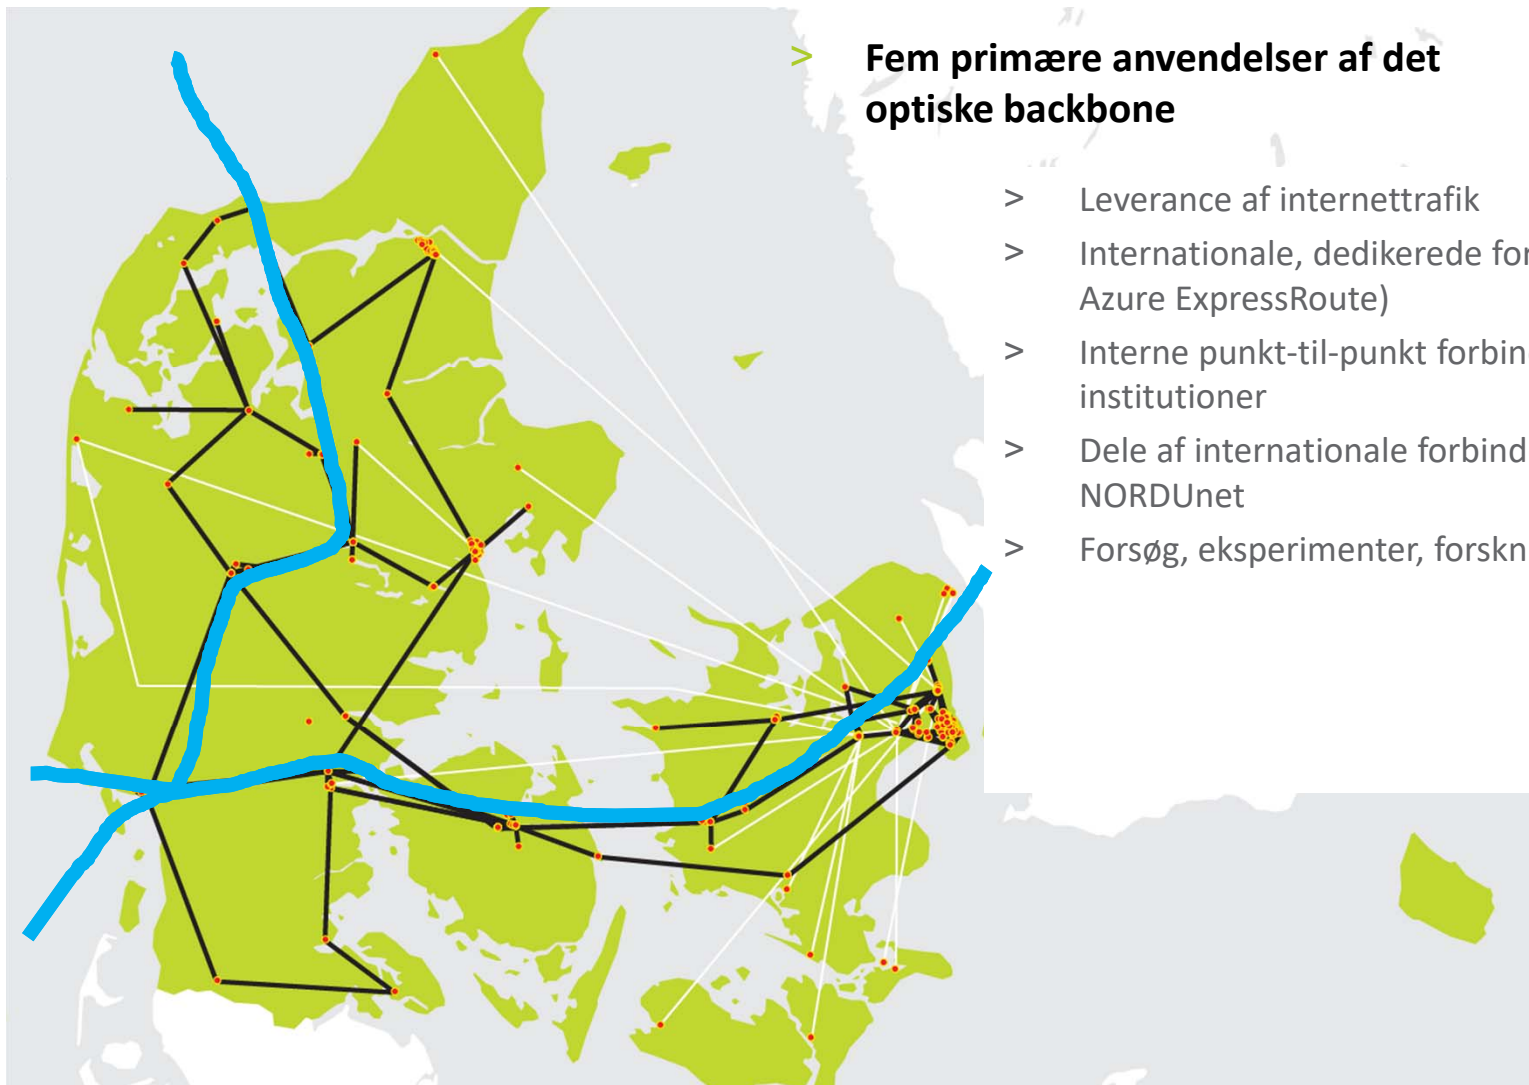 > Fem primære anvendelser af det
optiske backbone
> Leverance af internettrafik
> Internationale, dedikerede for
Azure ExpressRoute)
> Interne punkt-til-punkt forbin
institutioner
> Dele af internationale forbind
NORDUnet
> Forsøg, eksperimenter, forskn